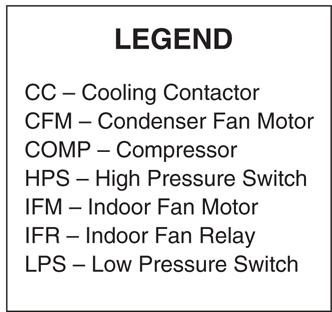 LEGEND
CC – Cooling Contactor
CFM – Condenser Fan Motor
COMP – Compressor
HPS – High Pressure Switch
IFM – Indoor Fan Motor
IFR – Indoor Fan Relay
LPS – Low Pressure Switch